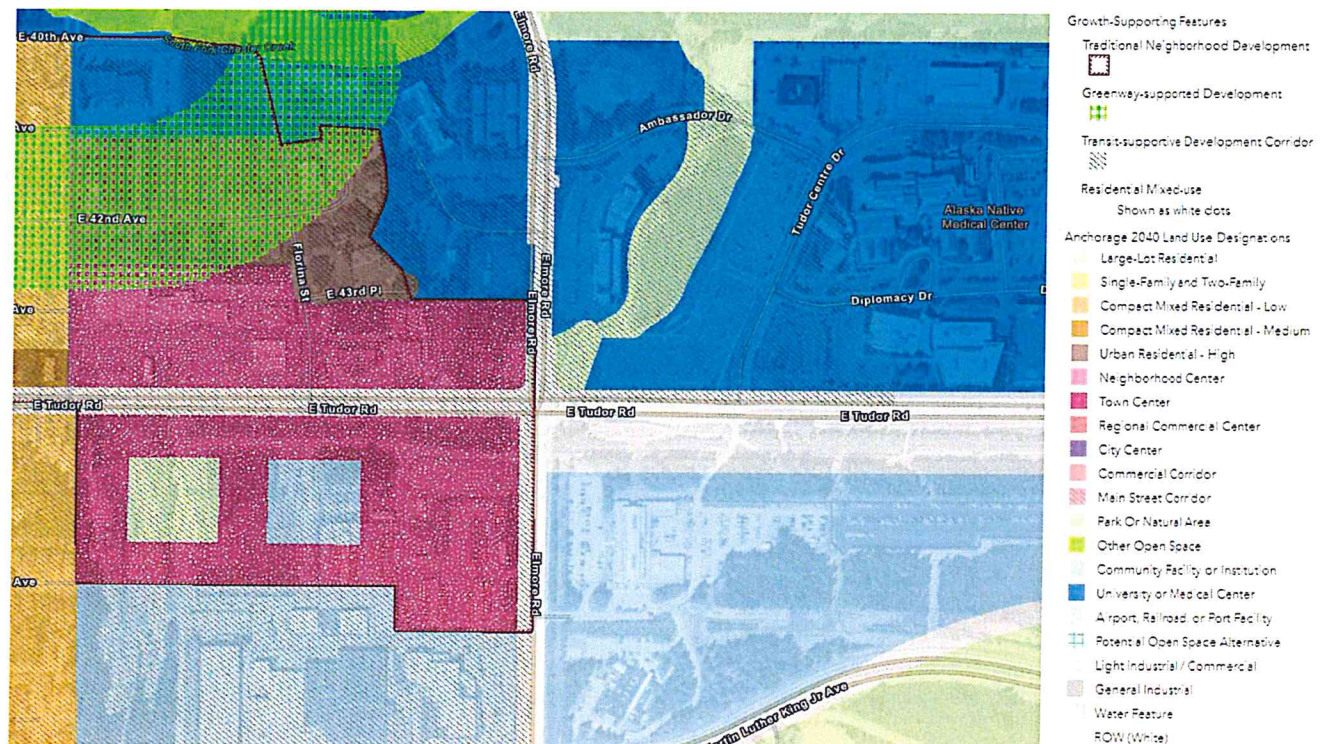 E 40th Ave
South Fork Chester Creek
Elmore Rd
Ave
Ambassador Dr
Tudor Centre Dr
Alaska Native
Medical Center
E 42nd Ave
Florina St
E 43rd Pl
Elmore Rd
Elmore Rd
Diplomacy Dr
D
Ave
E Tudor Rd
E Tudor Rd
E Tudor Rd
E Tudor Rd
Elmore Rd
Ave
rtin Luther King Jr Ave
Growth-Supporting Features
Traditional Neighborhood Development
Greenway-supported Development
Transit-supportive Development Corridor
Residential Mixed-use
Shown as white dots
Anchorage 2040 Land Use Designations
Large-Lot Residential
Single-Family and Two-Family
Compact Mixed Residential - Low
Compact Mixed Residential - Medium
Urban Residential - High
Neighborhood Center
Town Center
Regional Commercial Center
City Center
Commercial Corridor
Main Street Corridor
Park Or Natural Area
Other Open Space
Community Facility or Institution
University or Medical Center
Airport, Railroad, or Port Facility
Potential Open Space Alternative
Light Industrial / Commercial
General Industrial
Water Feature
ROW (White)